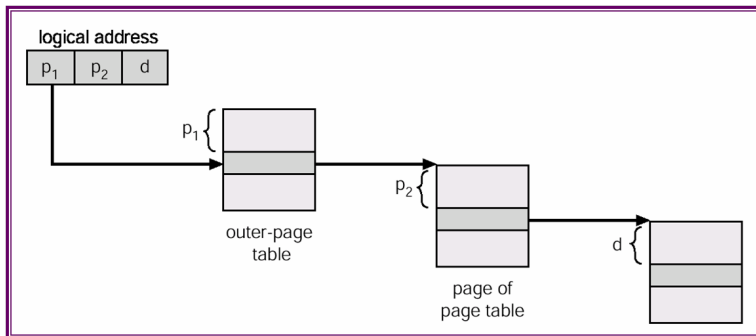 logical address
p₁ p₂ d
p₁
outer-page
table
p₂
page of
page table
d